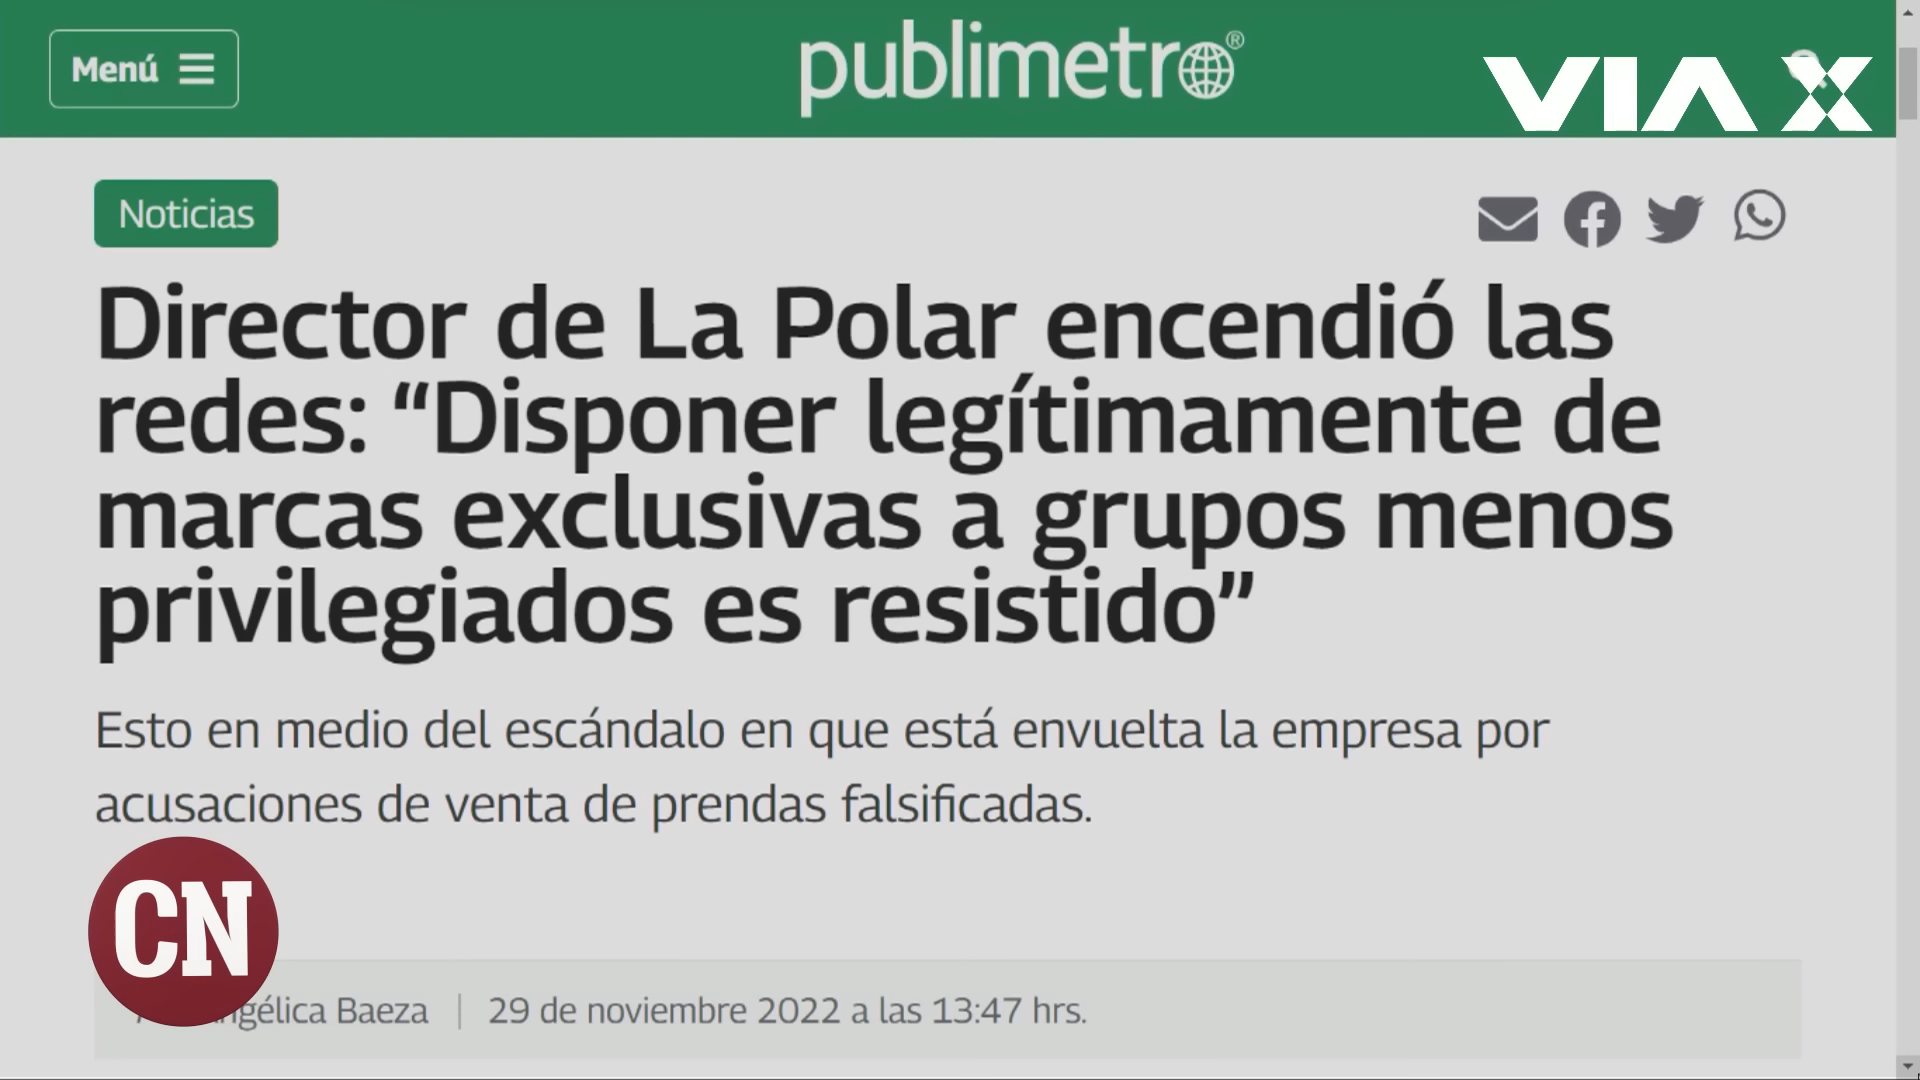 Menú
publimetro®
VIA X
Noticias
Director de La Polar encendió las
redes: “Disponer legítimamente de
marcas exclusivas a grupos menos
privilegiados es resistido”
Esto en medio del escándalo en que está envuelta la empresa por
acusaciones de venta de prendas falsificadas.
CN
Baeza | 29 de noviembre 2022 a las 13:47 hrs.